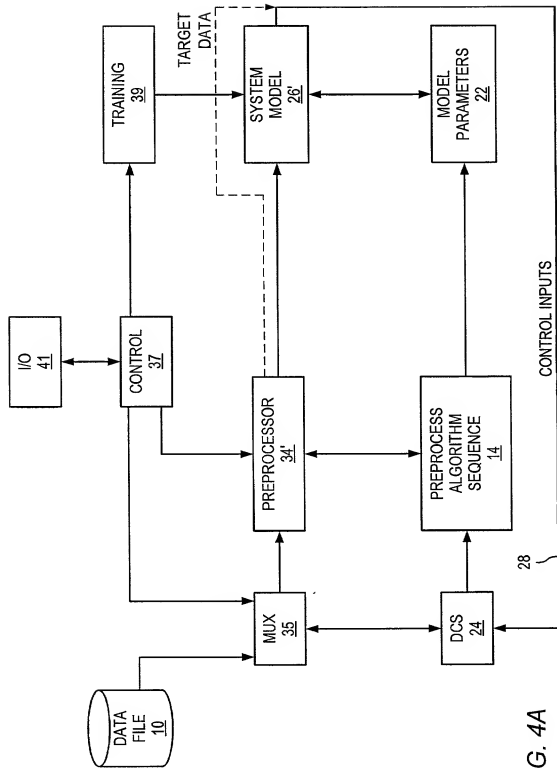 I/O
41
CONTROL
37
TRAINING
39
TARGET
DATA
DATA
FILE
10
MUX
35
PREPROCESSOR
34'
SYSTEM
MODEL
26'
DCS
24
PREPROCESS
ALGORITHM
SEQUENCE
14
MODEL
PARAMETERS
22
28
CONTROL INPUTS
G. 4A